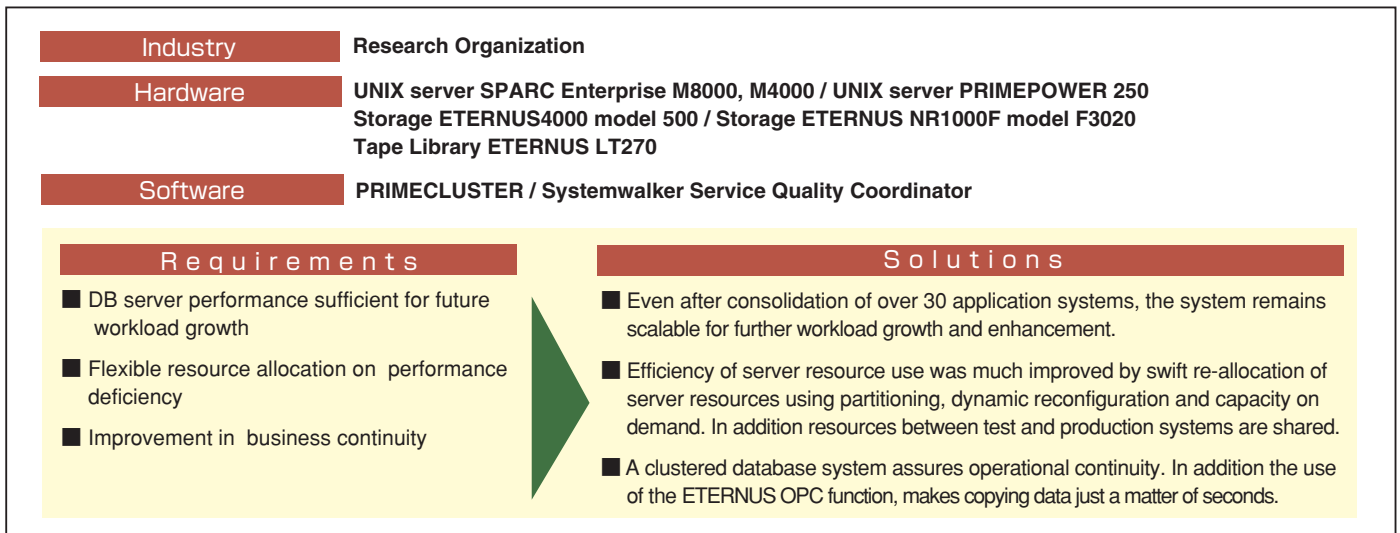 Industry
Research Organization
Hardware
UNIX server SPARC Enterprise M8000, M4000 / UNIX server PRIMEPOWER 250
Storage ETERNUS4000 model 500 / Storage ETERNUS NR1000F model F3020
Tape Library ETERNUS LT270
Software
PRIMECLUSTER / Systemwalker Service Quality Coordinator
Requirements
■ DB server performance sufficient for future
workload growth
■ Flexible resource allocation on performance
deficiency
■ Improvement in business continuity
Solutions
■ Even after consolidation of over 30 application systems, the system remains
scalable for further workload growth and enhancement.
■ Efficiency of server resource use was much improved by swift re-allocation of
server resources using partitioning, dynamic reconfiguration and capacity on
demand. In addition resources between test and production systems are shared.
■ A clustered database system assures operational continuity. In addition the use
of the ETERNUS OPC function, makes copying data just a matter of seconds.